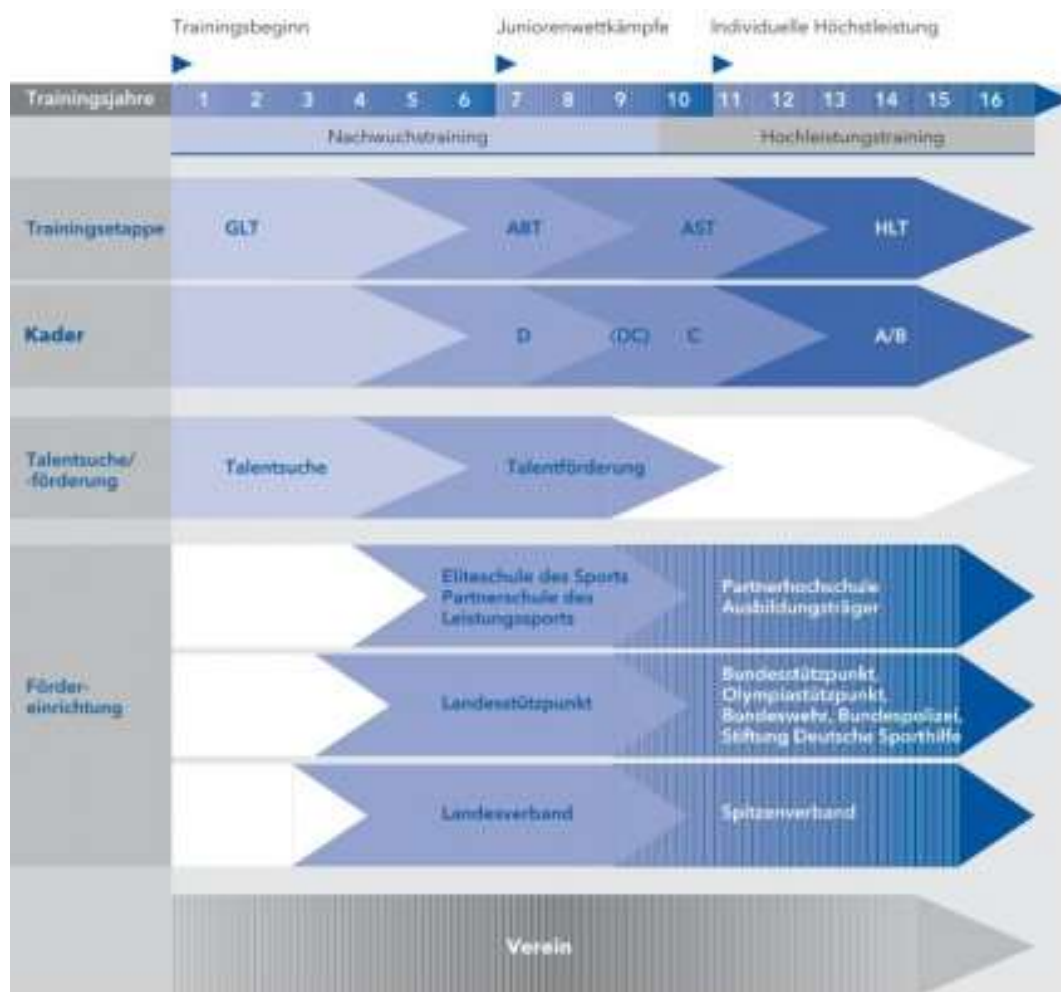 Trainingsbeginn Juniorenwettkämpfe Individuelle Höchstleistung
Trainingsjahre 1 2 3 4 5 6 7 8 9 10 11 12 13 14 15 16
Nachwuchstraining Hochleistungstraining
Trainingsetappe GLT ABT AST HLT
Kader D (DC) C A/B
Talentsuche/
-förderung
Talentsuche Talentförderung
Förder-
einrichtung
Eliteschule des Sports
Partnerschule des
Leistungssports
Partnerhochschule
Ausbildungsträger
Landesstützpunkt
Bundesstützpunkt,
Olympiastützpunkt,
Bundeswehr, Bundespolizei,
Stiftung Deutsche Sporthilfe
Landesverband Spitzenverband
Verein